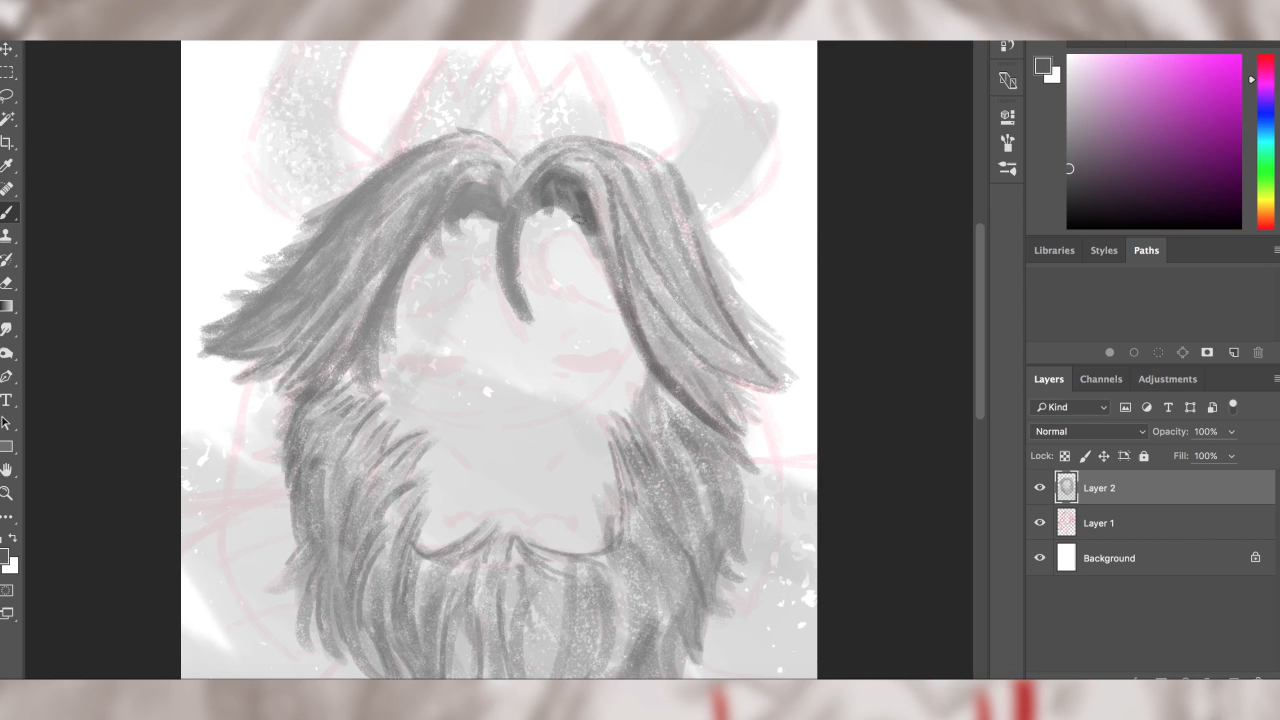 Libraries Styles Paths
Layers Channels Adjustments
Kind
Normal Opacity: 100%
Lock: Fill: 100%
Layer 2
Layer 1
Background